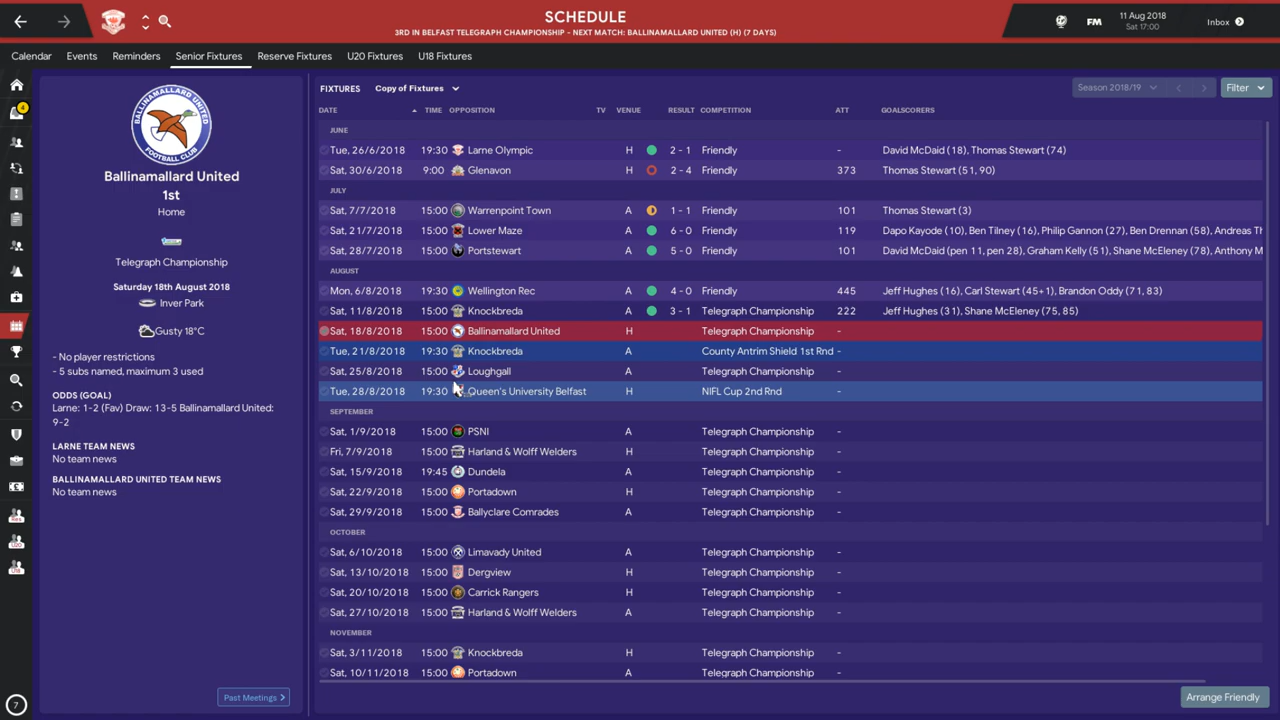 SCHEDULE
3RD IN BELFAST TELEGRAPH CHAMPIONSHIP - NEXT MATCH: BALLINAMALLARD UNITED (H) (7 DAYS)
FM
11 Aug 2018
Sat 17:00
Inbox
Calendar Events Reminders Senior Fixtures Reserve Fixtures U20 Fixtures U18 Fixtures
BALLINAMALLARD UNITED
FOOTBALL CLUB
Ballinamallard United
1st
Home
Telegraph Championship
Saturday 18th August 2018
Inver Park
Gusty 18°C
- No player restrictions
- 5 subs named, maximum 3 used
ODDS (GOAL)
Larne: 1-2 (Fav) Draw: 13-5 Ballinamallard United:
9-2
LARNE TEAM NEWS
No team news
BALLINAMALLARD UNITED TEAM NEWS
No team news
Past Meetings
4
7
FIXTURES Copy of Fixtures Season 2018/19 Filter
DATE TIME OPPOSITION TV VENUE RESULT COMPETITION ATT GOALSCORERS
JUNE
Tue, 26/6/2018 19:30 Larne Olympic H 2 - 1 Friendly - David McDaid (18), Thomas Stewart (74)
Sat, 30/6/2018 9:00 Glenavon H 2 - 4 Friendly 373 Thomas Stewart (51, 90)
JULY
Sat, 7/7/2018 15:00 Warrenpoint Town A 1 - 1 Friendly 101 Thomas Stewart (3)
Sat, 21/7/2018 15:00 Lower Maze A 6 - 0 Friendly 119 Dapo Kayode (10), Ben Tilney (16), Philip Gannon (27), Ben Drennan (58), Andreas Th
Sat, 28/7/2018 15:00 Portstewart A 5 - 0 Friendly 101 David McDaid (pen 11, pen 28), Graham Kelly (51), Shane McEleney (78), Anthony M
AUGUST
Mon, 6/8/2018 19:30 Wellington Rec A 4 - 0 Friendly 445 Jeff Hughes (16), Carl Stewart (45+1), Brandon Oddy (71, 83)
Sat, 11/8/2018 15:00 Knockbreda A 3 - 1 Telegraph Championship 222 Jeff Hughes (31), Shane McEleney (75, 85)
Sat, 18/8/2018 15:00 Ballinamallard United H Telegraph Championship -
Tue, 21/8/2018 19:30 Knockbreda A County Antrim Shield 1st Rnd -
Sat, 25/8/2018 15:00 Loughgall A Telegraph Championship -
Tue, 28/8/2018 19:30 Queen's University Belfast H NIFL Cup 2nd Rnd -
SEPTEMBER
Sat, 1/9/2018 15:00 PSNI A Telegraph Championship -
Fri, 7/9/2018 15:00 Harland & Wolff Welders H Telegraph Championship -
Sat, 15/9/2018 19:45 Dundela A Telegraph Championship -
Sat, 22/9/2018 15:00 Portadown H Telegraph Championship -
Sat, 29/9/2018 15:00 Ballyclare Comrades A Telegraph Championship -
OCTOBER
Sat, 6/10/2018 15:00 Limavady United A Telegraph Championship -
Sat, 13/10/2018 15:00 Dergview H Telegraph Championship -
Sat, 20/10/2018 15:00 Carrick Rangers H Telegraph Championship -
Sat, 27/10/2018 15:00 Harland & Wolff Welders A Telegraph Championship -
NOVEMBER
Sat, 3/11/2018 15:00 Knockbreda H Telegraph Championship -
Sat, 10/11/2018 15:00 Portadown A Telegraph Championship -
Arrange Friendly